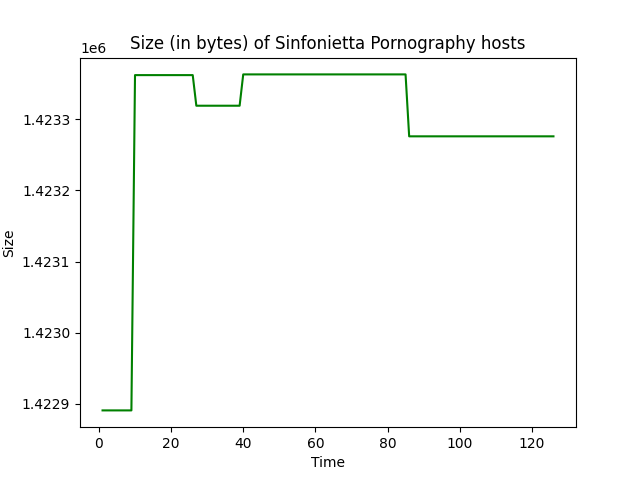 Size (in bytes) of Sinfonietta Pornography hosts
1e6
1.4233
1.4232
1.4231
1.4230
1.4229
Size
0 20 40 60 80 100 120
Time